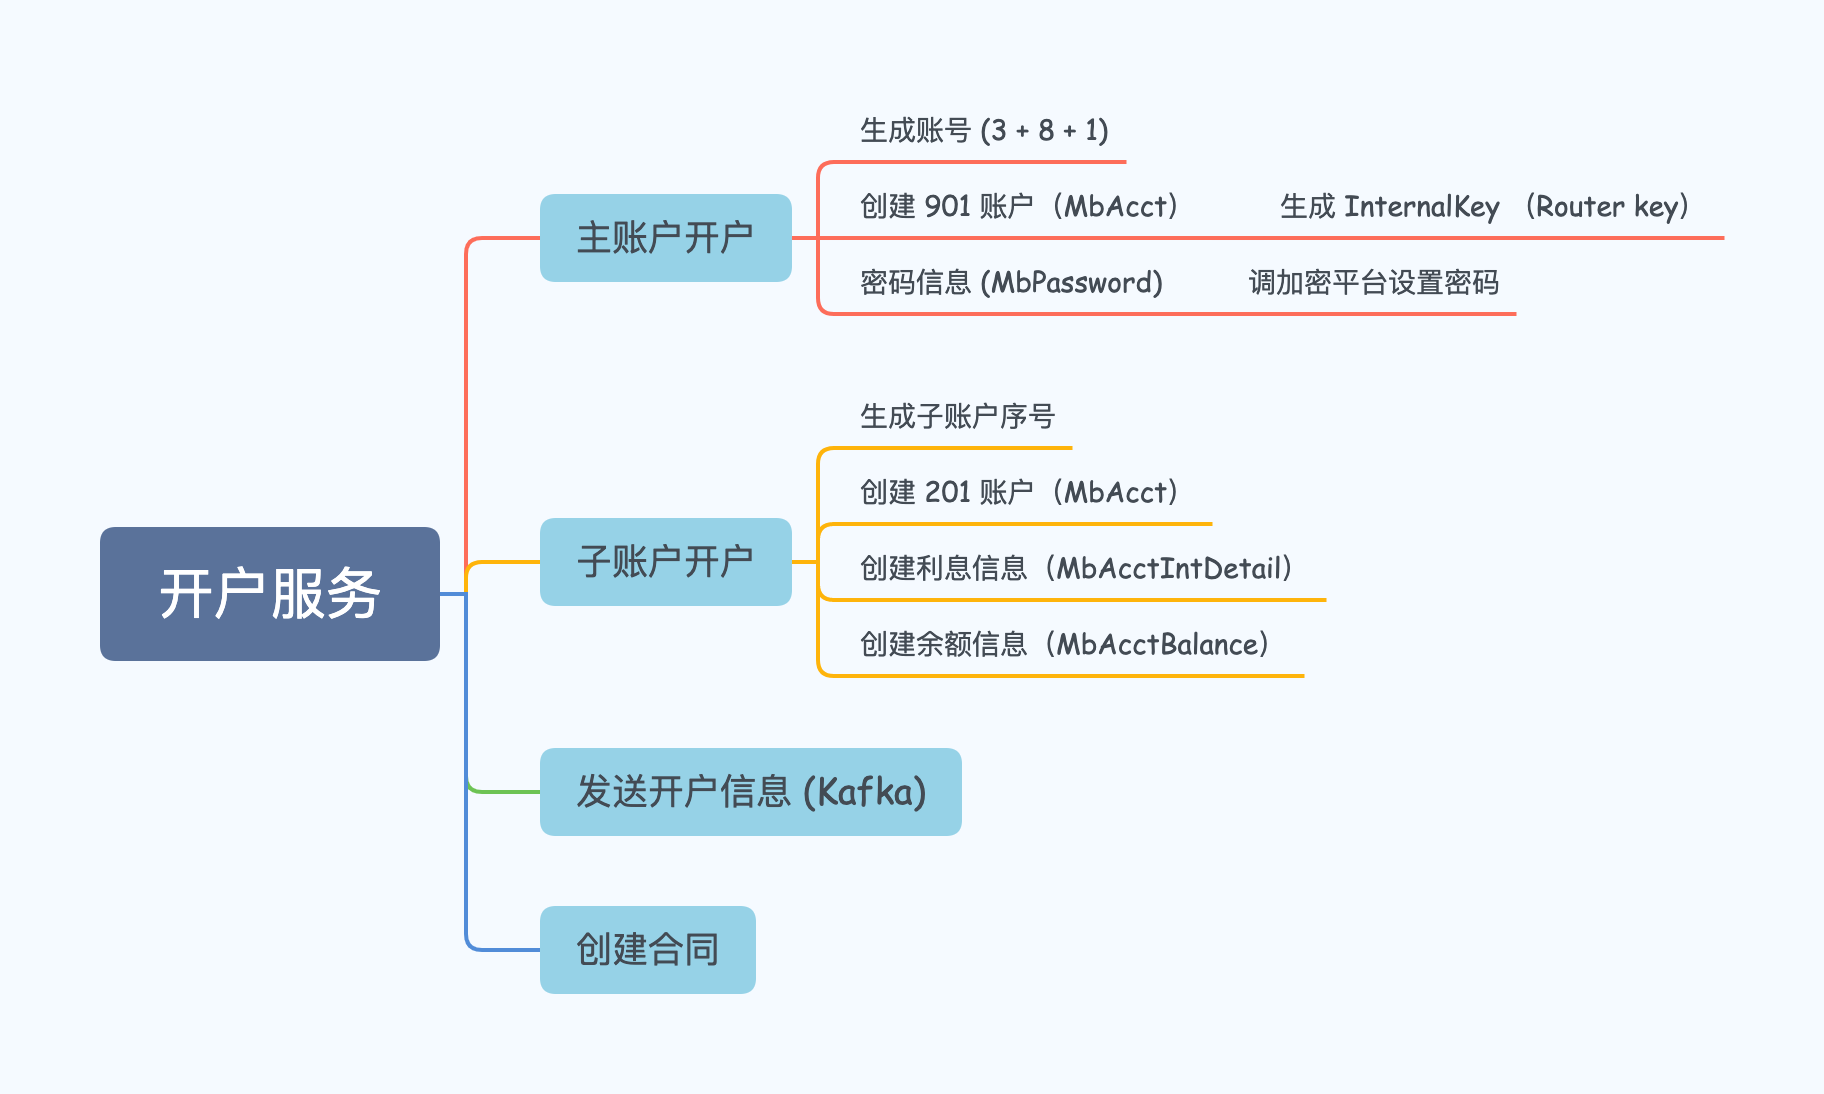 开户服务
主账户开户
生成账号 (3 + 8 + 1)
创建 901 账户（MbAcct） 生成 InternalKey （Router key）
密码信息 (MbPassword) 调加密平台设置密码
子账户开户
生成子账户序号
创建 201 账户（MbAcct）
创建利息信息（MbAcctIntDetail）
创建余额信息（MbAcctBalance）
发送开户信息 (Kafka)
创建合同